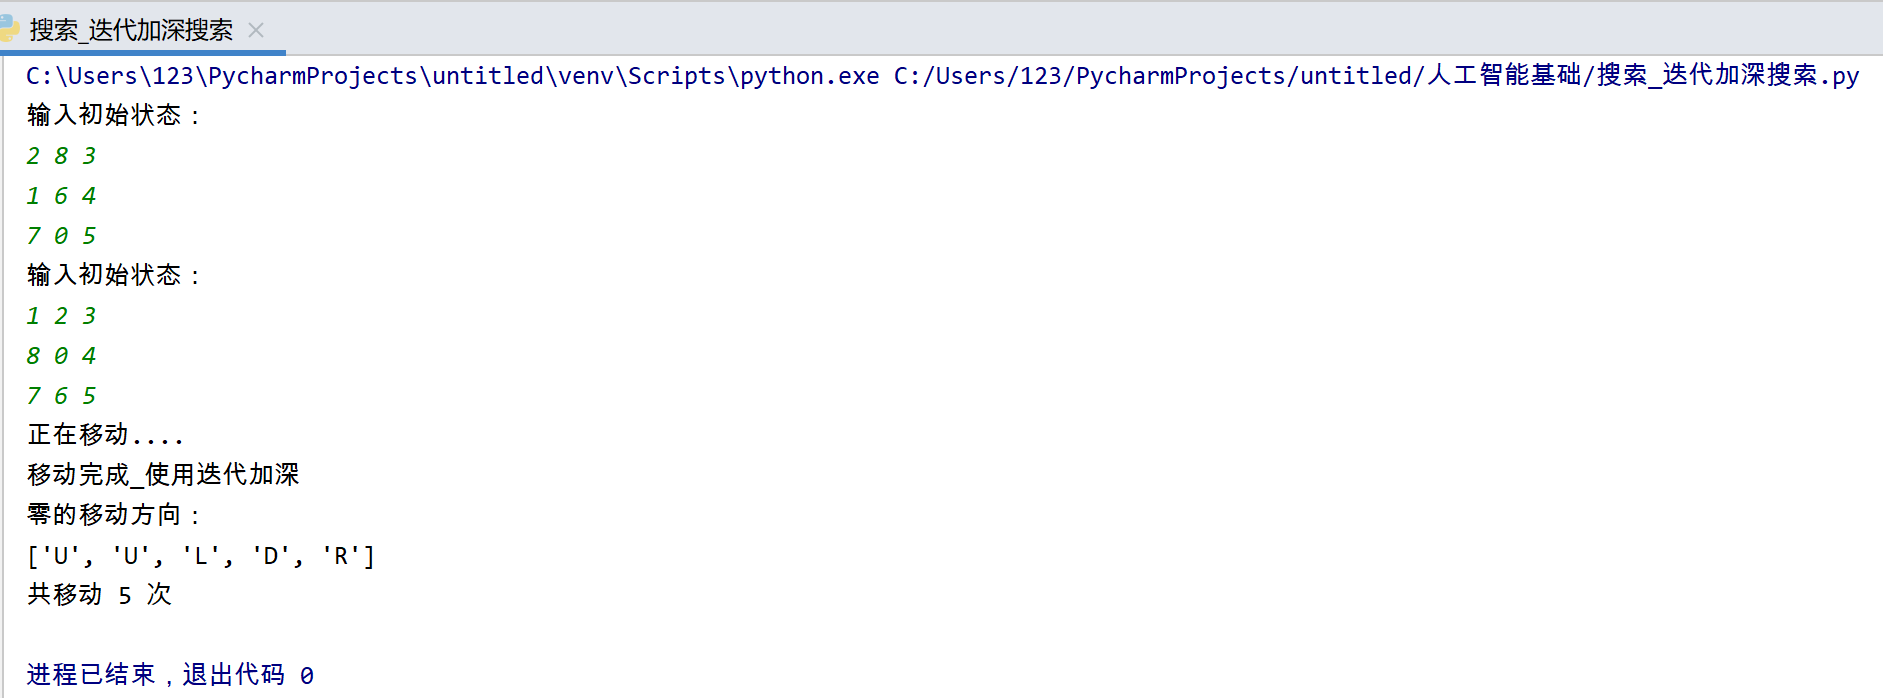 搜索_迭代加深搜索
C:\Users\123\PycharmProjects\untitled\venv\Scripts\python.exe C:/Users/123/PycharmProjects/untitled/人工智能基础/搜索_迭代加深搜索.py
输入初始状态：
2 8 3
1 6 4
7 0 5
输入初始状态：
1 2 3
8 0 4
7 6 5
正在移动....
移动完成_使用迭代加深
零的移动方向：
['U', 'U', 'L', 'D', 'R']
共移动 5 次
进程已结束，退出代码 0